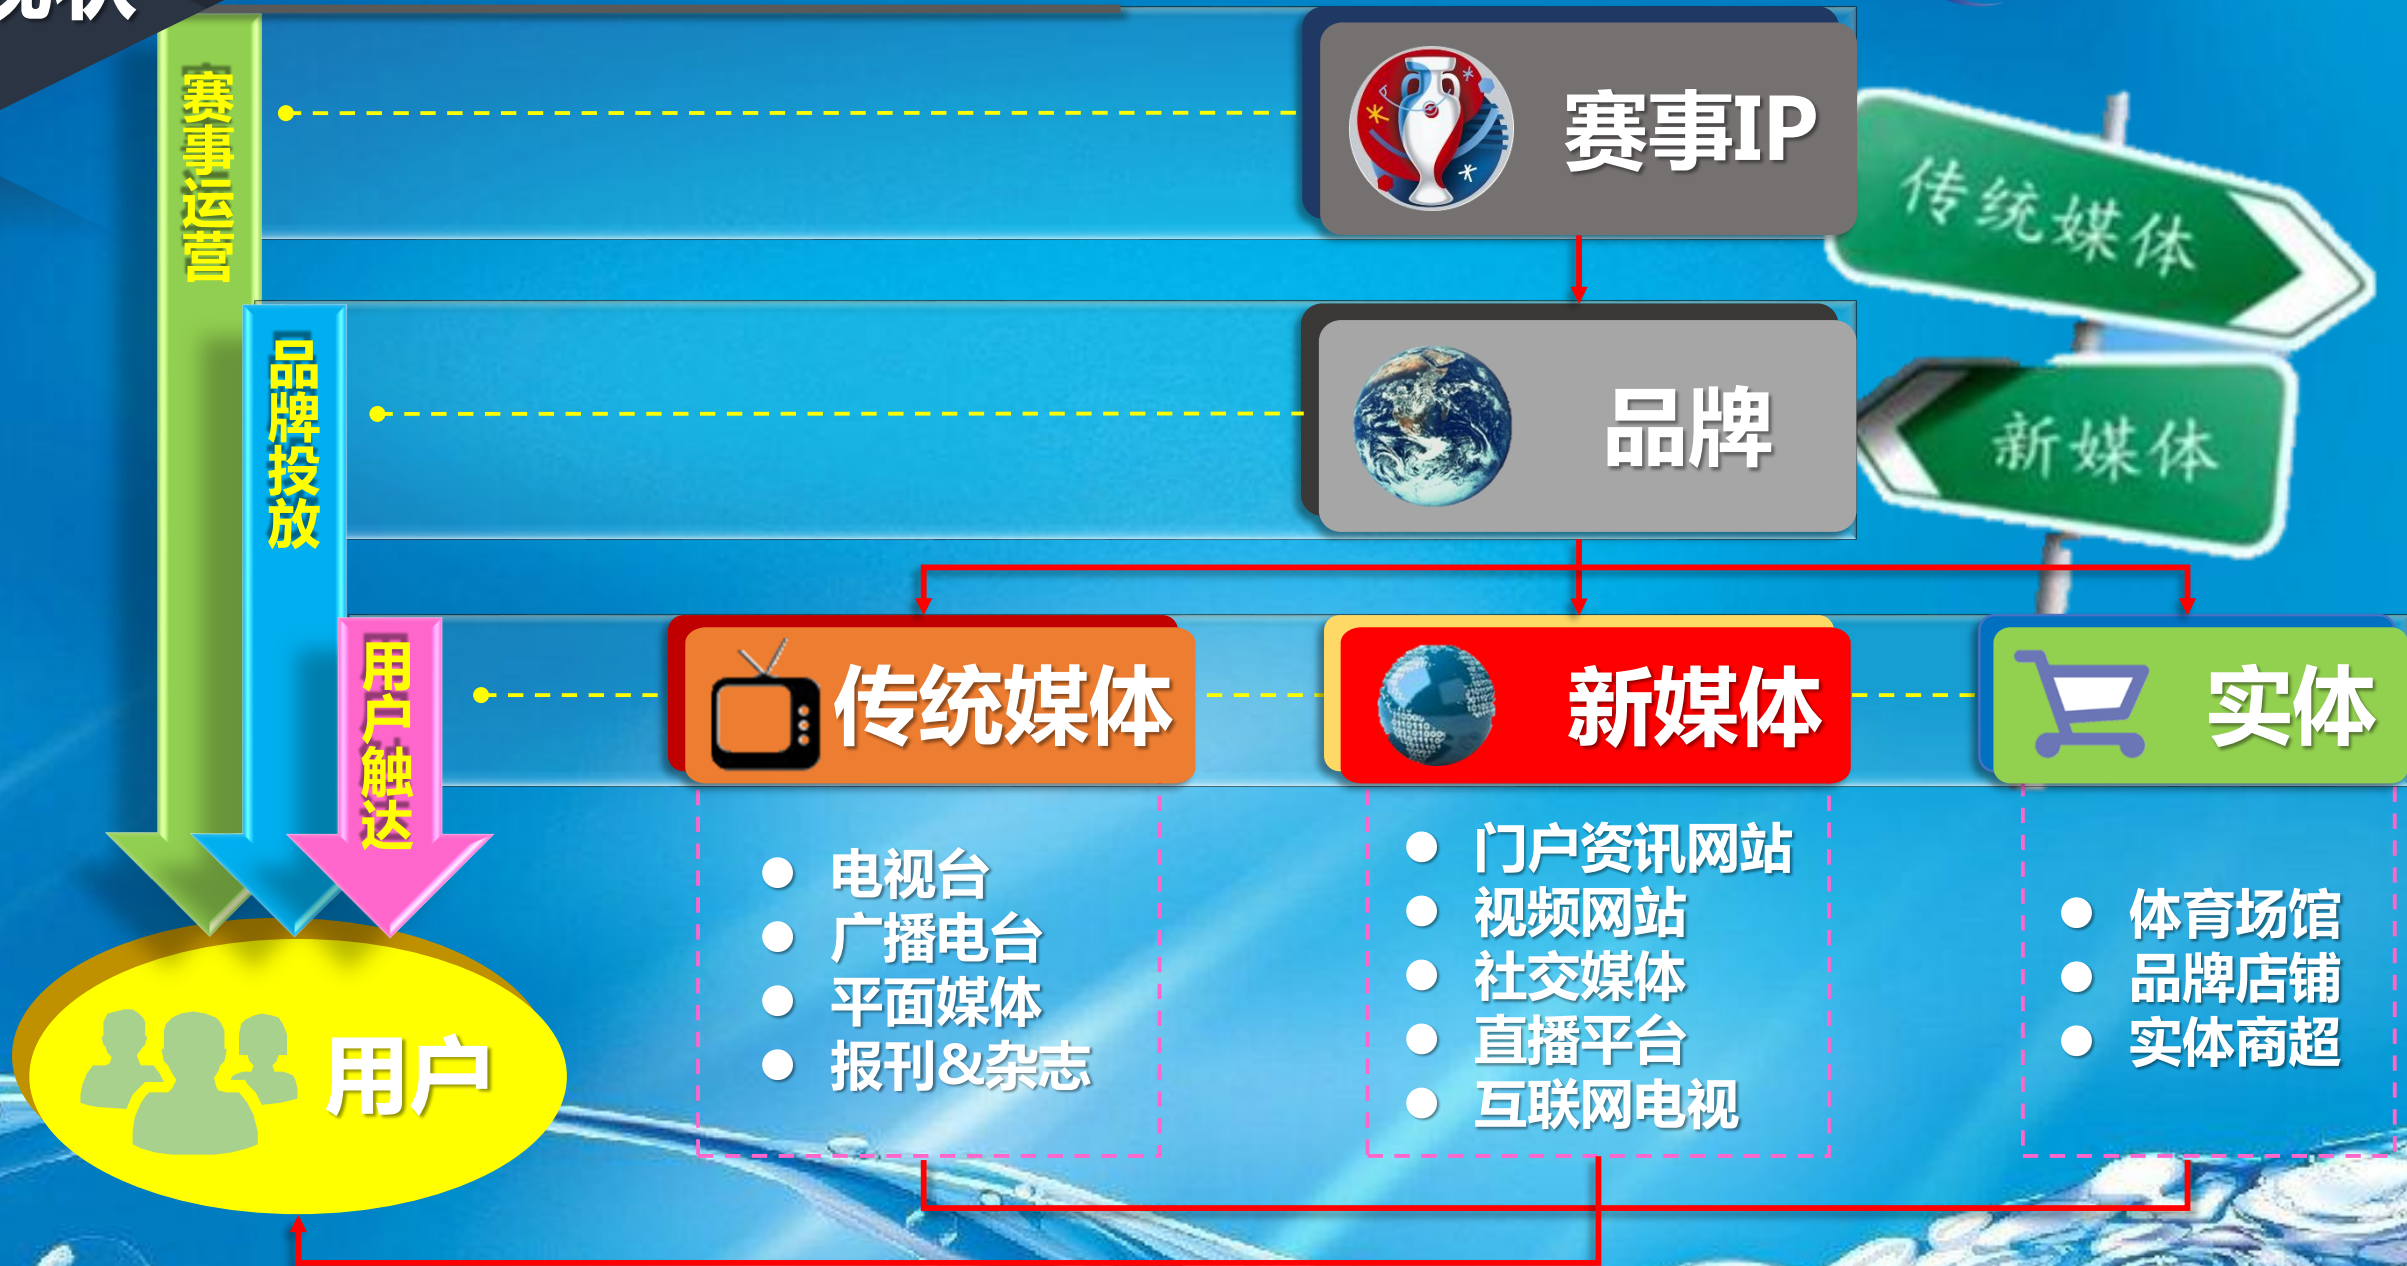 现状
赛事运营
赛事IP
传统媒体
品牌投放
品牌
新媒体
用户触达
传统媒体
新媒体
实体
电视台
广播电台
平面媒体
报刊&杂志
门户资讯网站
视频网站
社交媒体
直播平台
互联网电视
体育场馆
品牌店铺
实体商超
用户